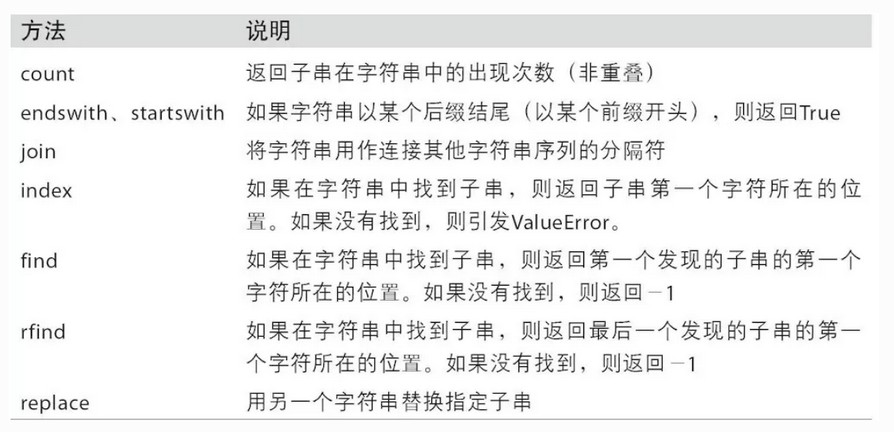 方法 说明
count 返回子串在字符串中的出现次数（非重叠）
endswith、startswith 如果字符串以某个后缀结尾（以某个前缀开头），则返回True
join 将字符串用作连接其他字符串序列的分隔符
index 如果在字符串中找到子串，则返回子串第一个字符所在的位
置。如果没有找到，则引发ValueError。
find 如果在字符串中找到子串，则返回第一个发现的子串的第一个
字符所在的位置。如果没有找到，则返回－1
rfind 如果在字符串中找到子串，则返回最后一个发现的子串的第一
个字符所在的位置。如果没有找到，则返回－1
replace 用另一个字符串替换指定子串